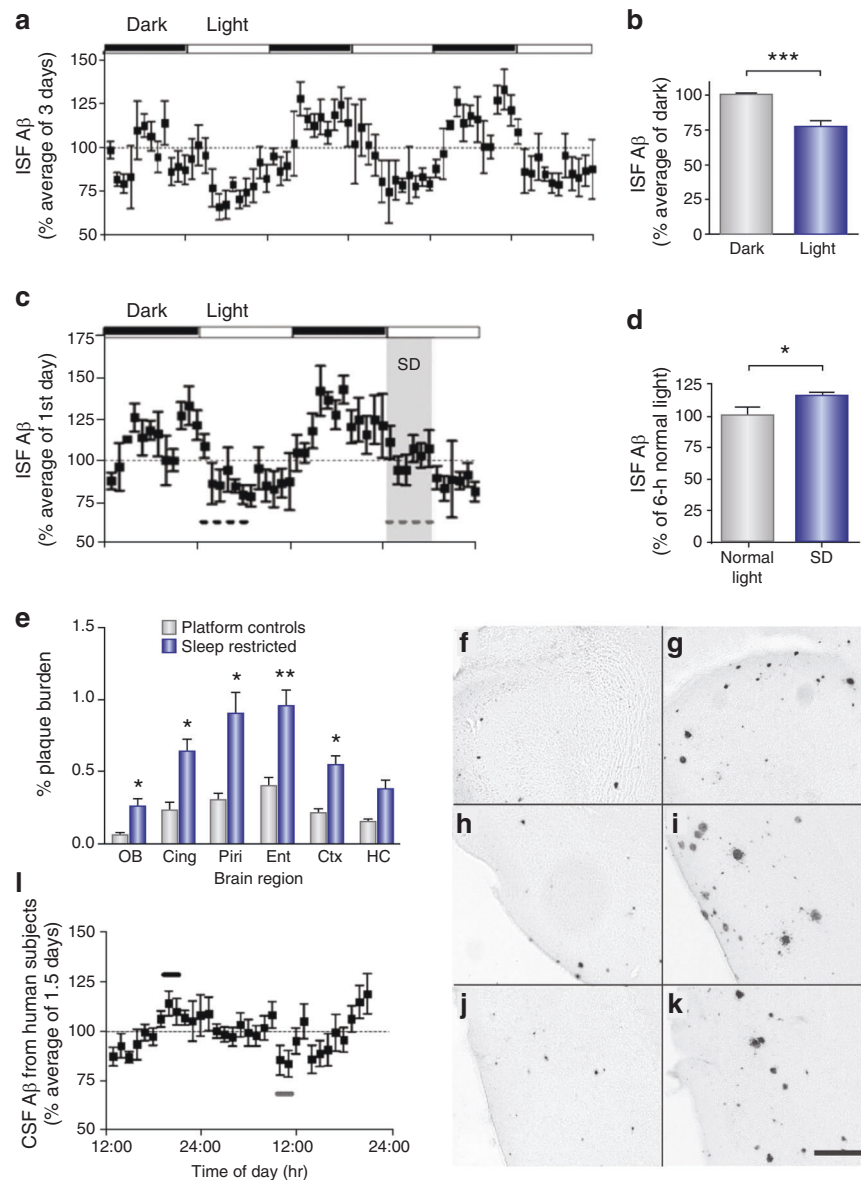 a
Dark
Light
150
125
100
75
50
ISF Aβ
(% average of 3 days)
b
***
100
75
50
25
0
ISF Aβ
(% average of dark)
Dark
Light
c
Dark
Light
SD
175
150
125
100
75
50
ISF Aβ
(% average of 1st day)
d
*
125
100
75
50
25
0
ISF Aβ
(% of 6-h normal light)
Normal
light
SD
e
Platform controls
Sleep restricted
1.5
1.0
0.5
0.0
% plaque burden
*
*
*
**
*
OB
Cing
Piri
Ent
Ctx
HC
Brain region
f
g
h
i
j
k
l
150
125
100
75
50
CSF Aβ from human subjects
(% average of 1.5 days)
12:00
24:00
12:00
24:00
Time of day (hr)